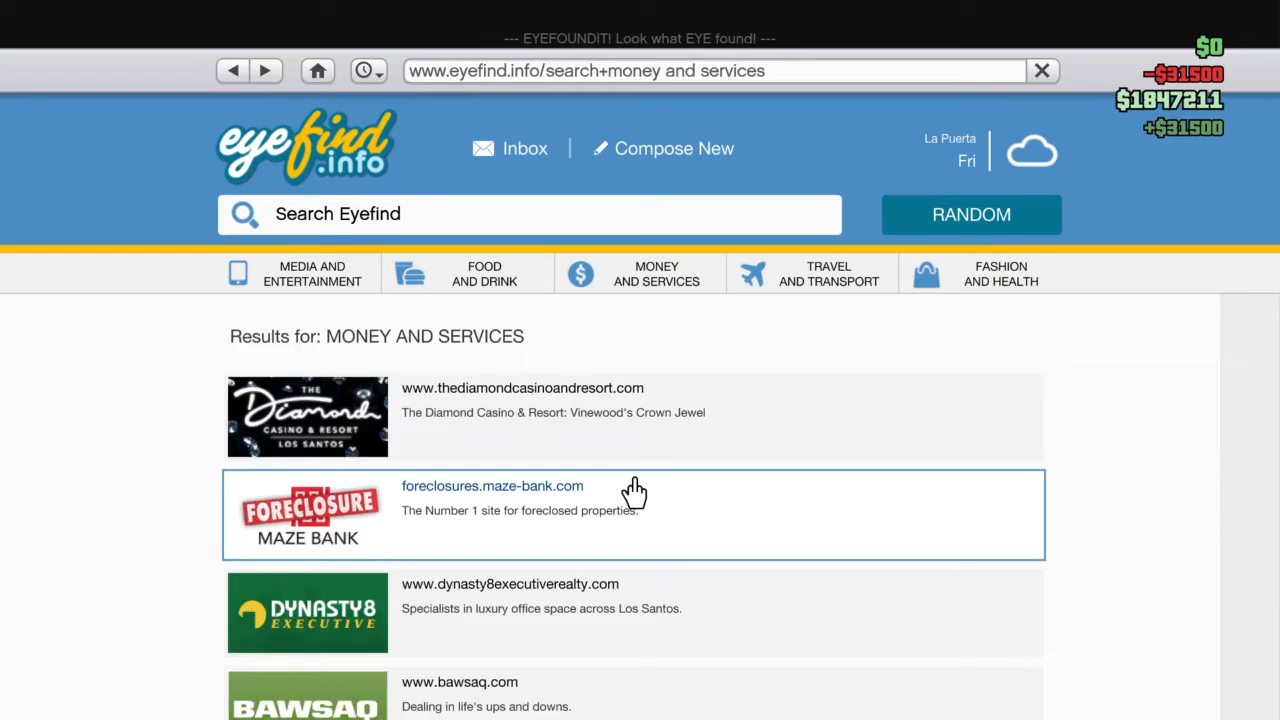 --- EYEFOUNDIT! Look what EYE found! ---
$0
www.eyefind.info/search+money and services
-$31500
$1847211
+$31500
eyefind
.info
Inbox
Compose New
La Puerta
Fri
Search Eyefind
RANDOM
MEDIA AND
ENTERTAINMENT
FOOD
AND DRINK
MONEY
AND SERVICES
TRAVEL
AND TRANSPORT
FASHION
AND HEALTH
Results for: MONEY AND SERVICES
THE
Diamond
CASINO & RESORT
LOS SANTOS
www.thediamondcasinoandresort.com
The Diamond Casino & Resort: Vinewood's Crown Jewel
FORECLOSURE
MAZE BANK
foreclosures.maze-bank.com
The Number 1 site for foreclosed properties.
DYNASTY8
EXECUTIVE
www.dynasty8executiverealty.com
Specialists in luxury office space across Los Santos.
BAWSAQ
www.bawsaq.com
Dealing in life's ups and downs.